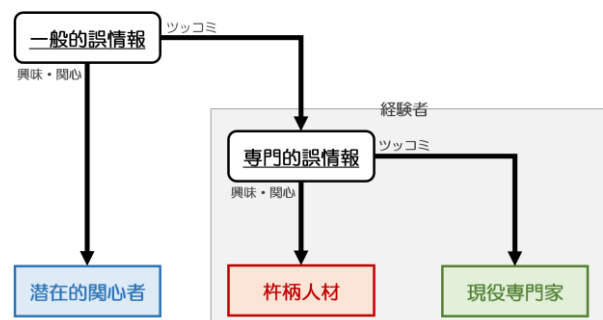 一般的誤情報
ツッコミ
興味・関心
経験者
専門的誤情報
ツッコミ
興味・関心
潜在的関心者
杵柄人材
現役専門家